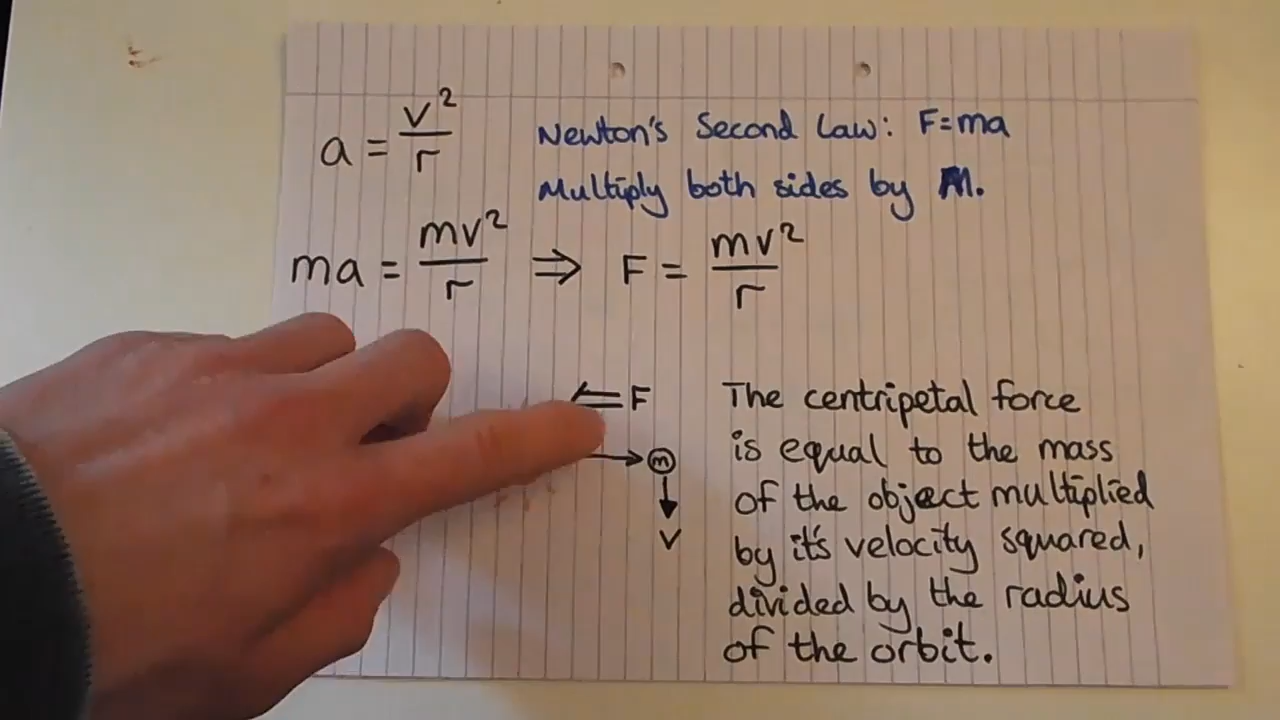 a = v²/r
Newton's Second Law: F=ma
Multiply both sides by M.
ma = mv²/r ⇒ F = mv²/r
F
m
V
The centripetal force
is equal to the mass
of the object multiplied
by it's velocity squared,
divided by the radius
of the orbit.